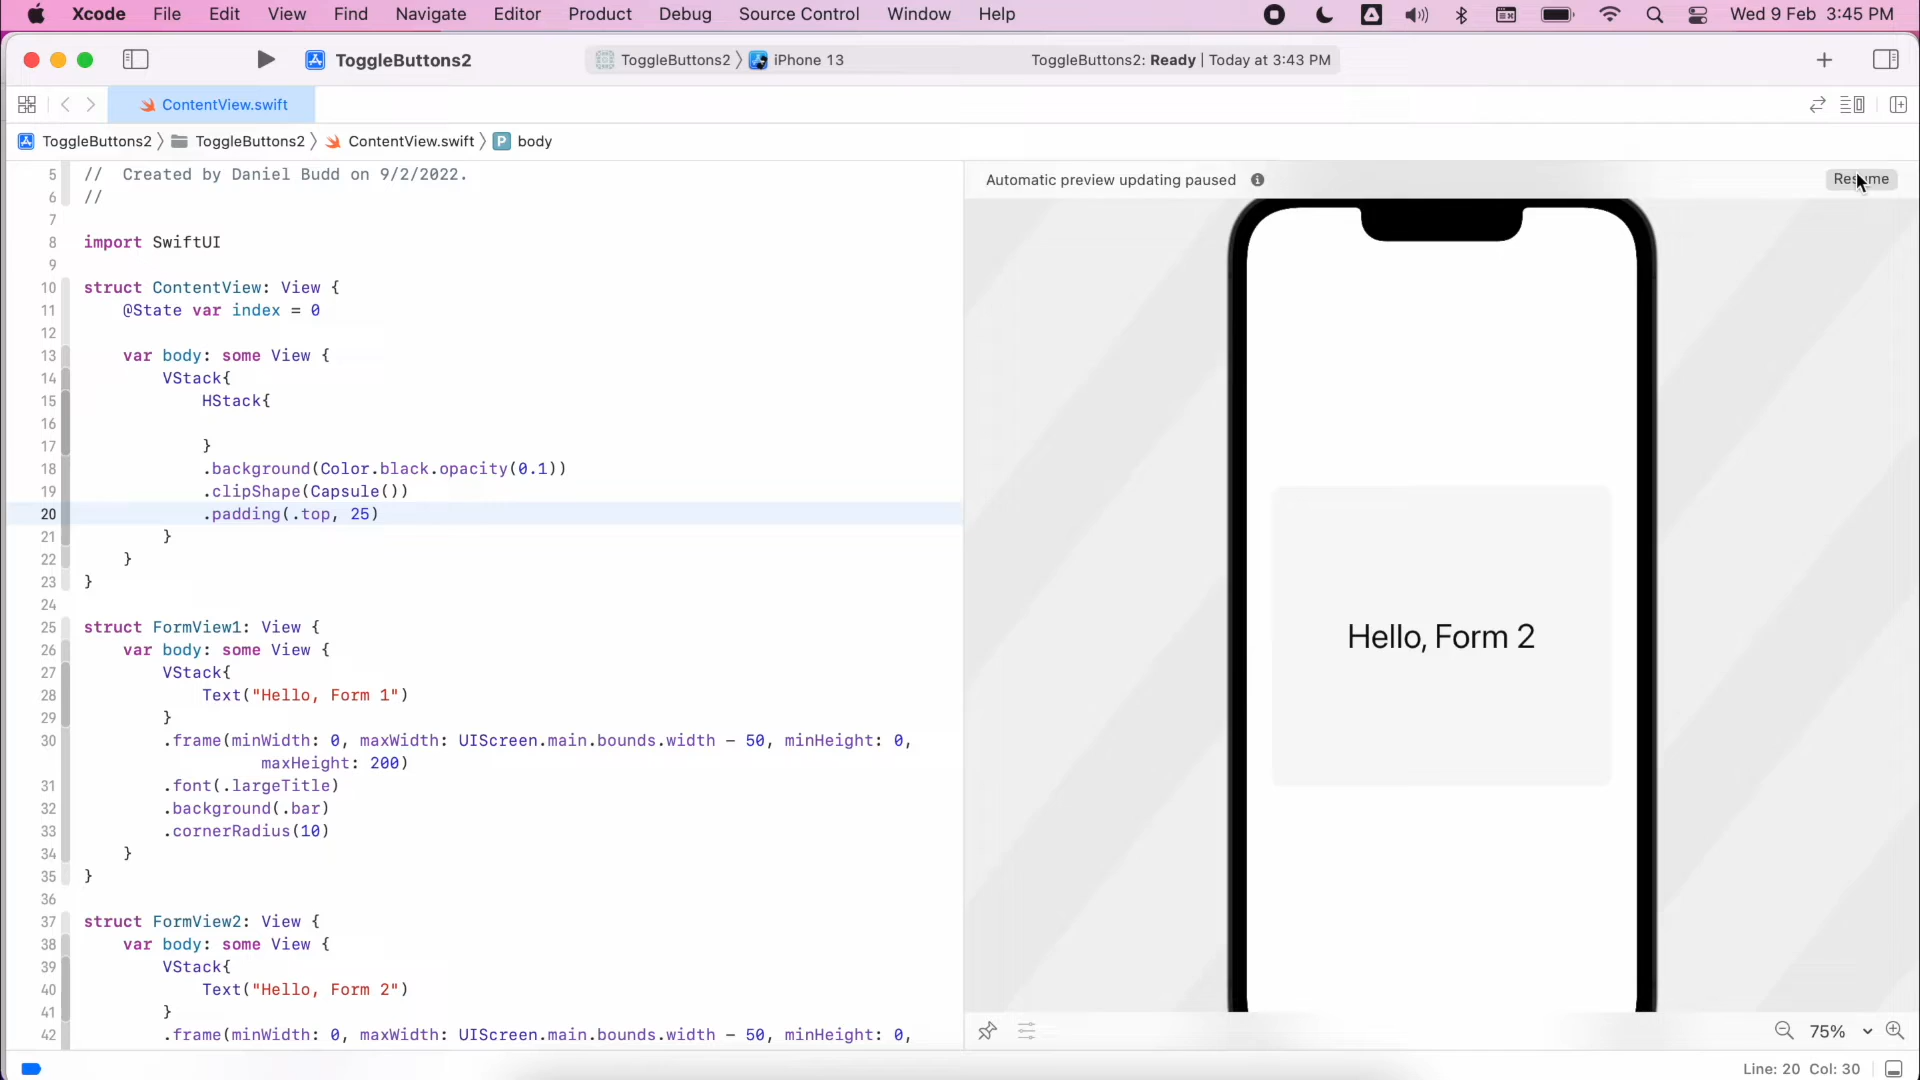 Xcode File Edit View Find Navigate Editor Product Debug Source Control Window Help Wed 9 Feb 3:45 PM
ToggleButtons2 ToggleButtons2 〉 iPhone 13 ToggleButtons2: Ready | Today at 3:43 PM
ContentView.swift
ToggleButtons2 〉 ToggleButtons2 〉 ContentView.swift 〉 P body
5 //  Created by Daniel Budd on 9/2/2022.
6 //
7
8 import SwiftUI
9
10 struct ContentView: View {
11     @State var index = 0
12
13     var body: some View {
14         VStack{
15             HStack{
16
17             }
18             .background(Color.black.opacity(0.1))
19             .clipShape(Capsule())
20             .padding(.top, 25)
21         }
22     }
23 }
24
25 struct FormView1: View {
26     var body: some View {
27         VStack{
28             Text("Hello, Form 1")
29         }
30         .frame(minWidth: 0, maxWidth: UIScreen.main.bounds.width - 50, minHeight: 0,
maxHeight: 200)
31         .font(.largeTitle)
32         .background(.bar)
33         .cornerRadius(10)
34     }
35 }
36
37 struct FormView2: View {
38     var body: some View {
39         VStack{
40             Text("Hello, Form 2")
41         }
42         .frame(minWidth: 0, maxWidth: UIScreen.main.bounds.width - 50, minHeight: 0,
Automatic preview updating paused Resume
Hello, Form 2
75%
Line: 20 Col: 30